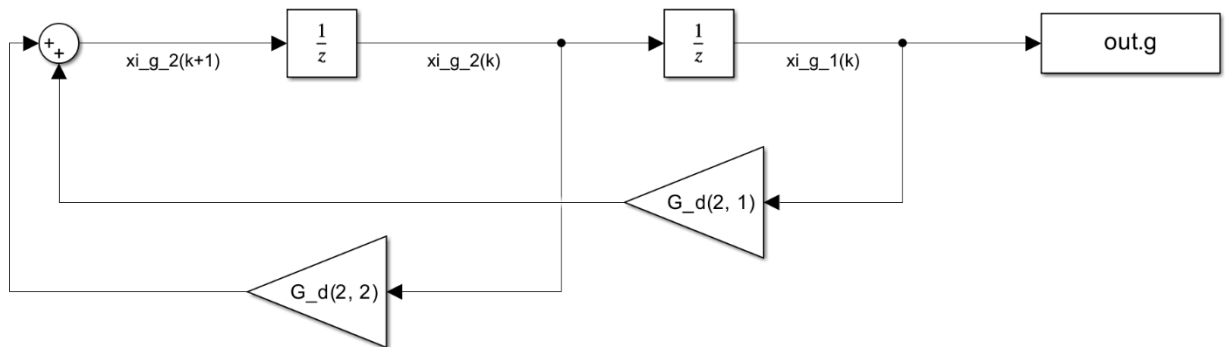 +
+
xi_g_2(k+1)
1
z
xi_g_2(k)
1
z
xi_g_1(k)
out.g
G_d(2, 1)
G_d(2, 2)